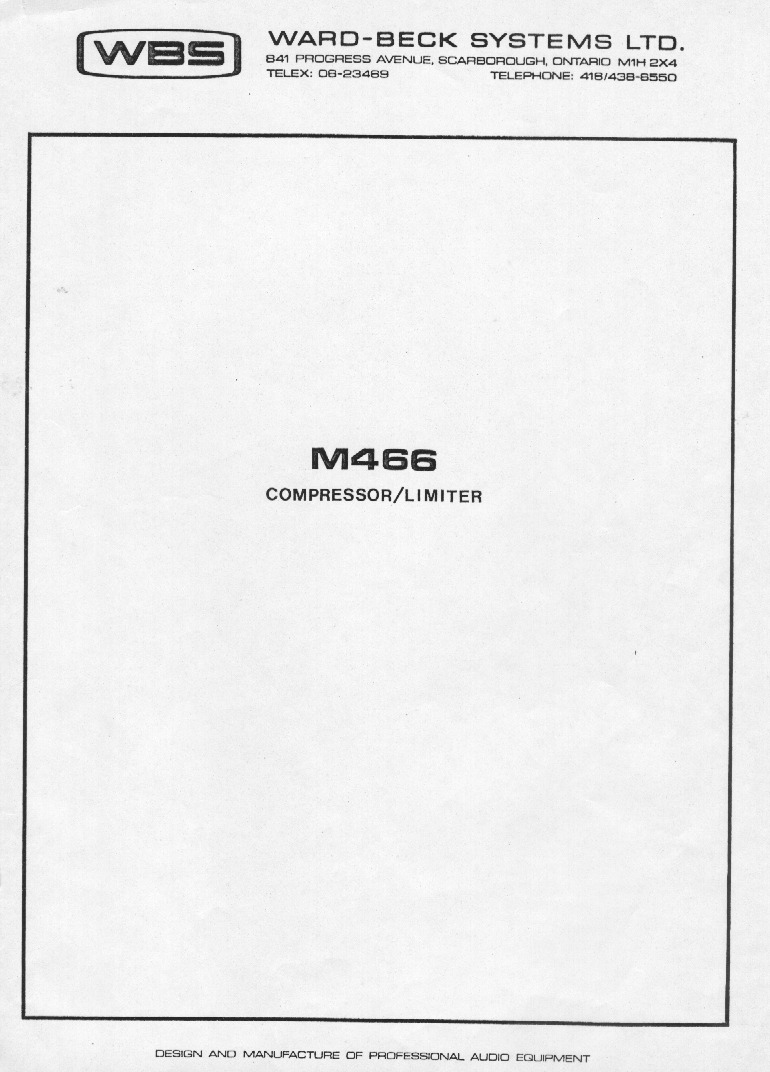 WBS
WARD-BECK SYSTEMS LTD.
841 PROGRESS AVENUE, SCARBOROUGH, ONTARIO M1H 2X4
TELEX: 06-23469 TELEPHONE: 416/438-6550
M466
COMPRESSOR/LIMITER
DESIGN AND MANUFACTURE OF PROFESSIONAL AUDIO EQUIPMENT